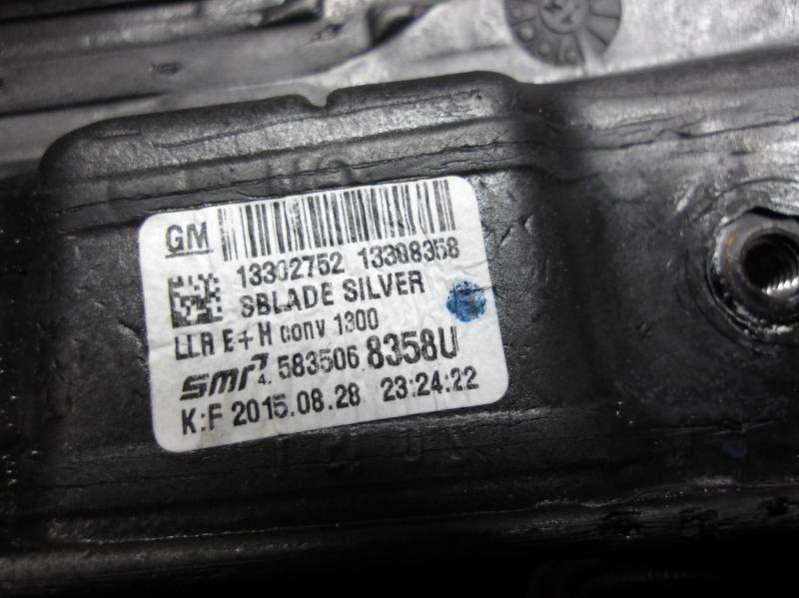 GM
13302752 13308358
SBLADE SILVER
LLR E+H conv 1300
smr 4. 583506 8358U
K:F 2015.08.28 23:24:22